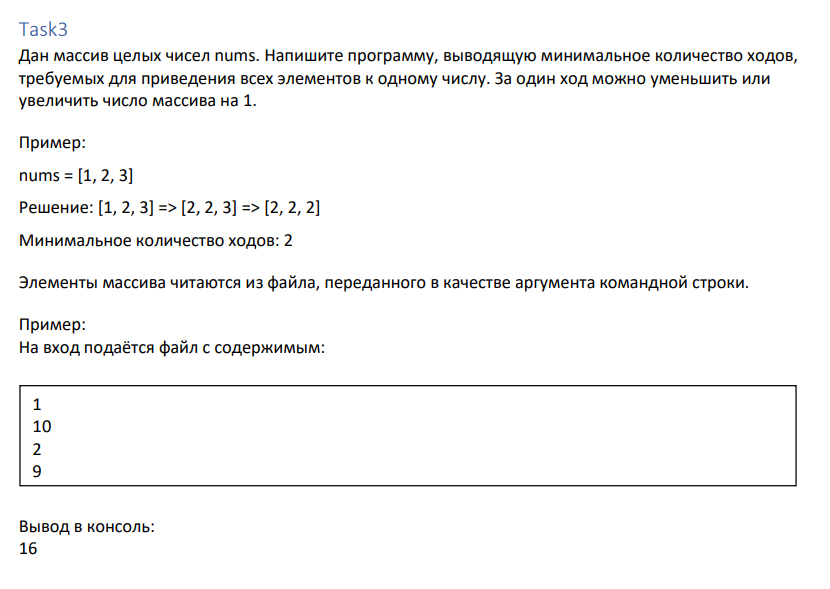 Task3
Дан массив целых чисел nums. Напишите программу, выводящую минимальное количество ходов,
требуемых для приведения всех элементов к одному числу. За один ход можно уменьшить или
увеличить число массива на 1.
Пример:
nums = [1, 2, 3]
Решение: [1, 2, 3] => [2, 2, 3] => [2, 2, 2]
Минимальное количество ходов: 2
Элементы массива читаются из файла, переданного в качестве аргумента командной строки.
Пример:
На вход подаётся файл с содержимым:
1
10
2
9
Вывод в консоль:
16